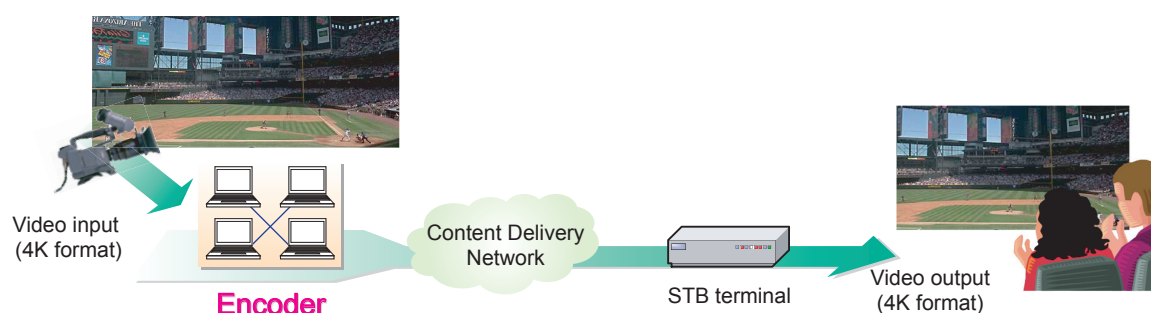 Video input
(4K format)
Encoder
Content Delivery
Network
STB terminal
Video output
(4K format)